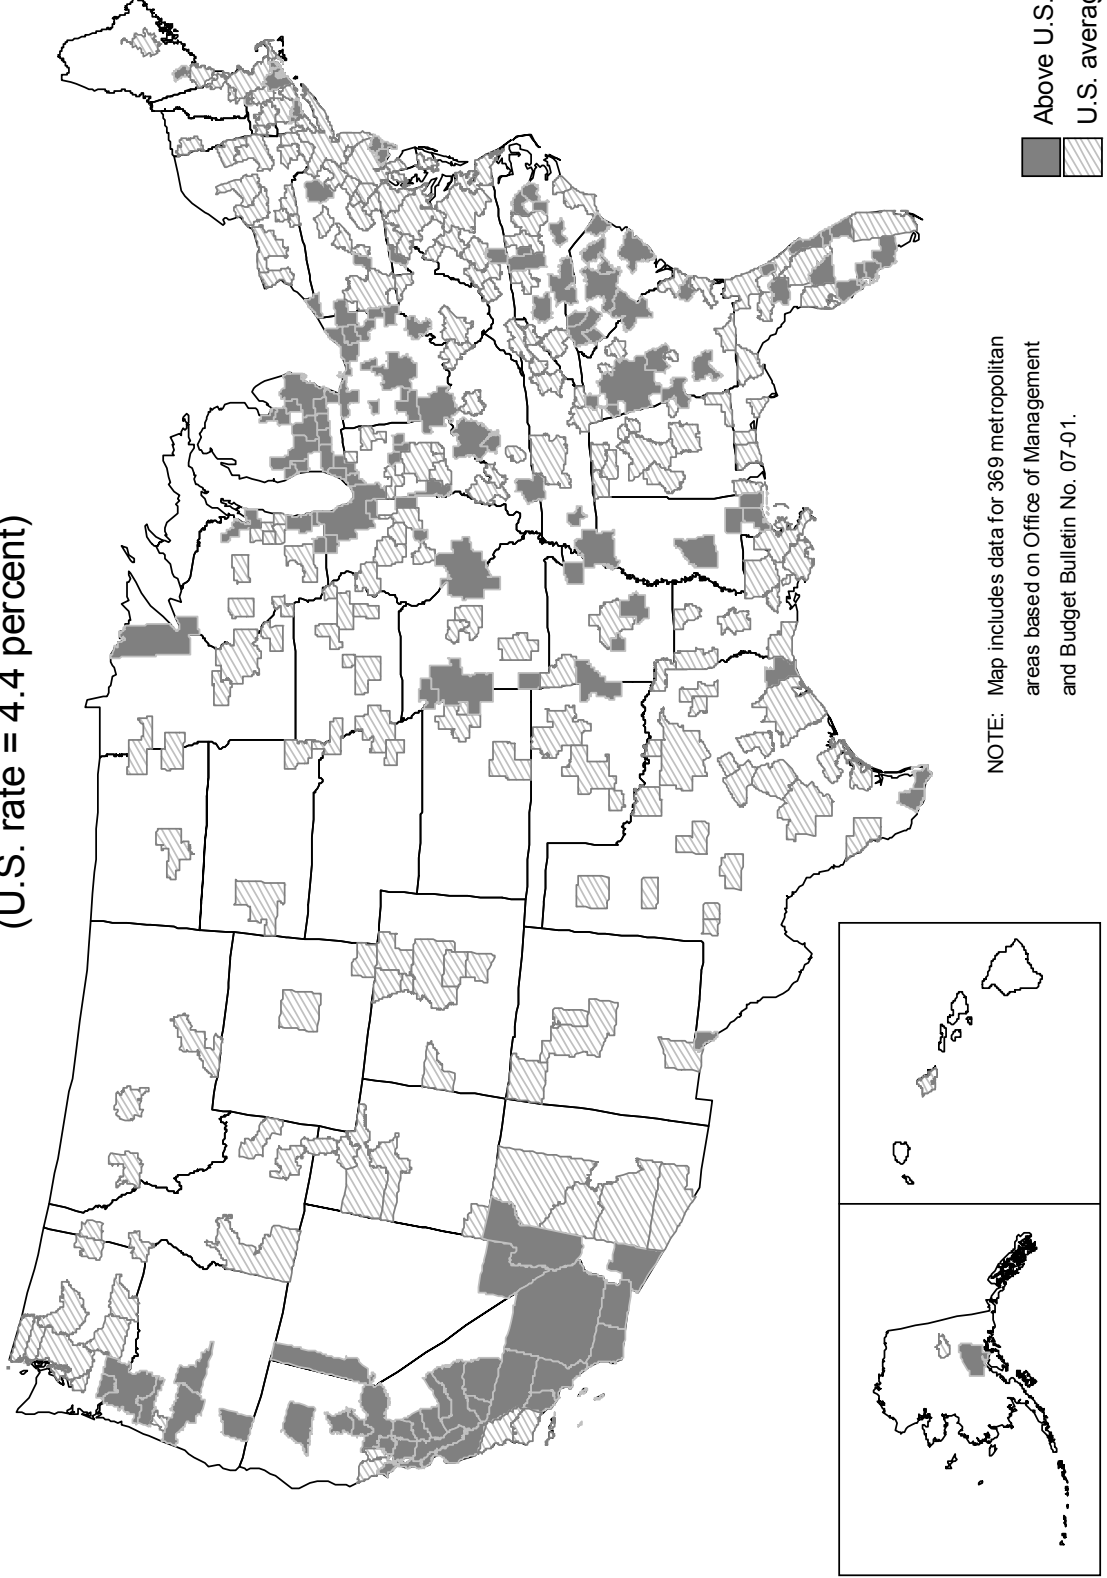 (U.S. rate = 4.4 percent)
Above U.S.
U.S. averag
NOTE: Map includes data for 369 metropolitan
areas based on Office of Management
and Budget Bulletin No. 07-01.